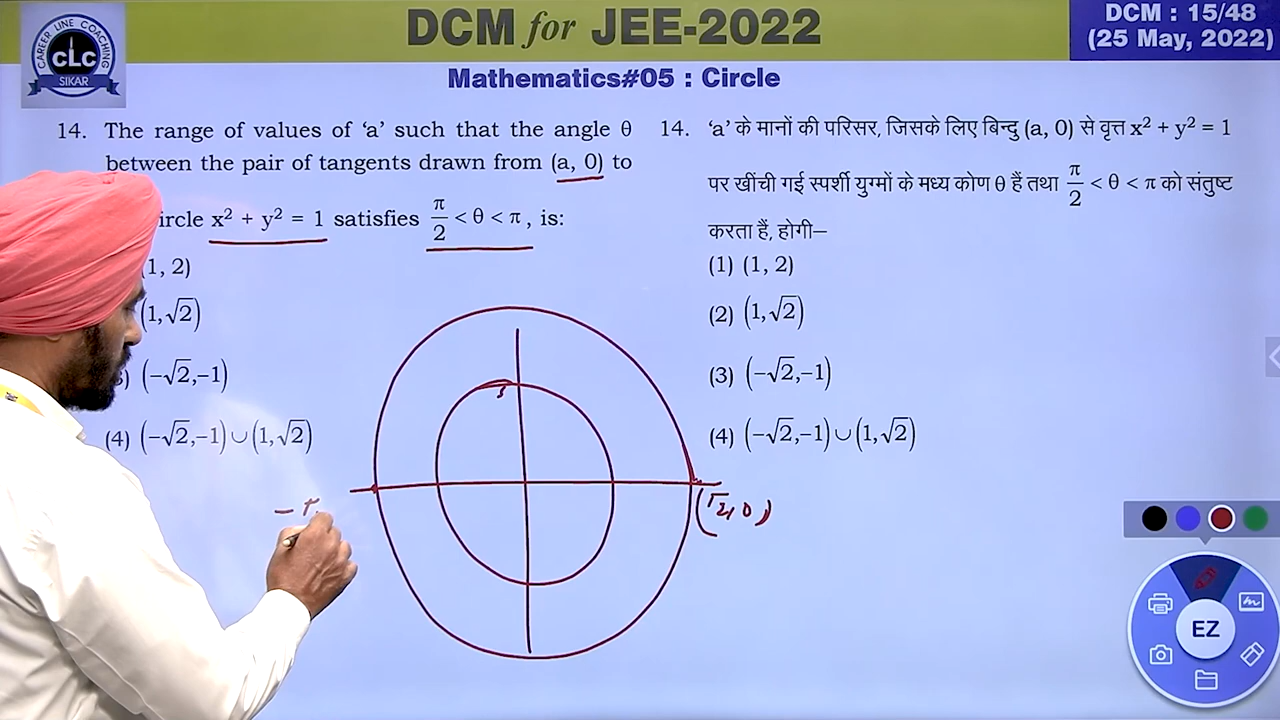 DCM for JEE-2022
DCM : 15/48
(25 May, 2022)
CAREER LINE COACHING
CLC
SIKAR
Mathematics#05 : Circle
14. The range of values of ‘a’ such that the angle θ
between the pair of tangents drawn from (a, 0) to
ircle x² + y² = 1 satisfies π/2 < θ < π, is:
(1, 2)
(1,√2)
(−√2,−1)
(4) (−√2,−1)∪(1,√2)
14. ‘a’ के मानों की परिसर, जिसके लिए बिन्दु (a, 0) से वृत्त x² + y² = 1
पर खींची गई स्पर्शी युग्मों के मध्य कोण θ हैं तथा π/2 < θ < π को संतुष्ट
करता हैं, होगी–
(1) (1, 2)
(2) (1,√2)
(3) (−√2,−1)
(4) (−√2,−1)∪(1,√2)
(√2, 0)
EZ